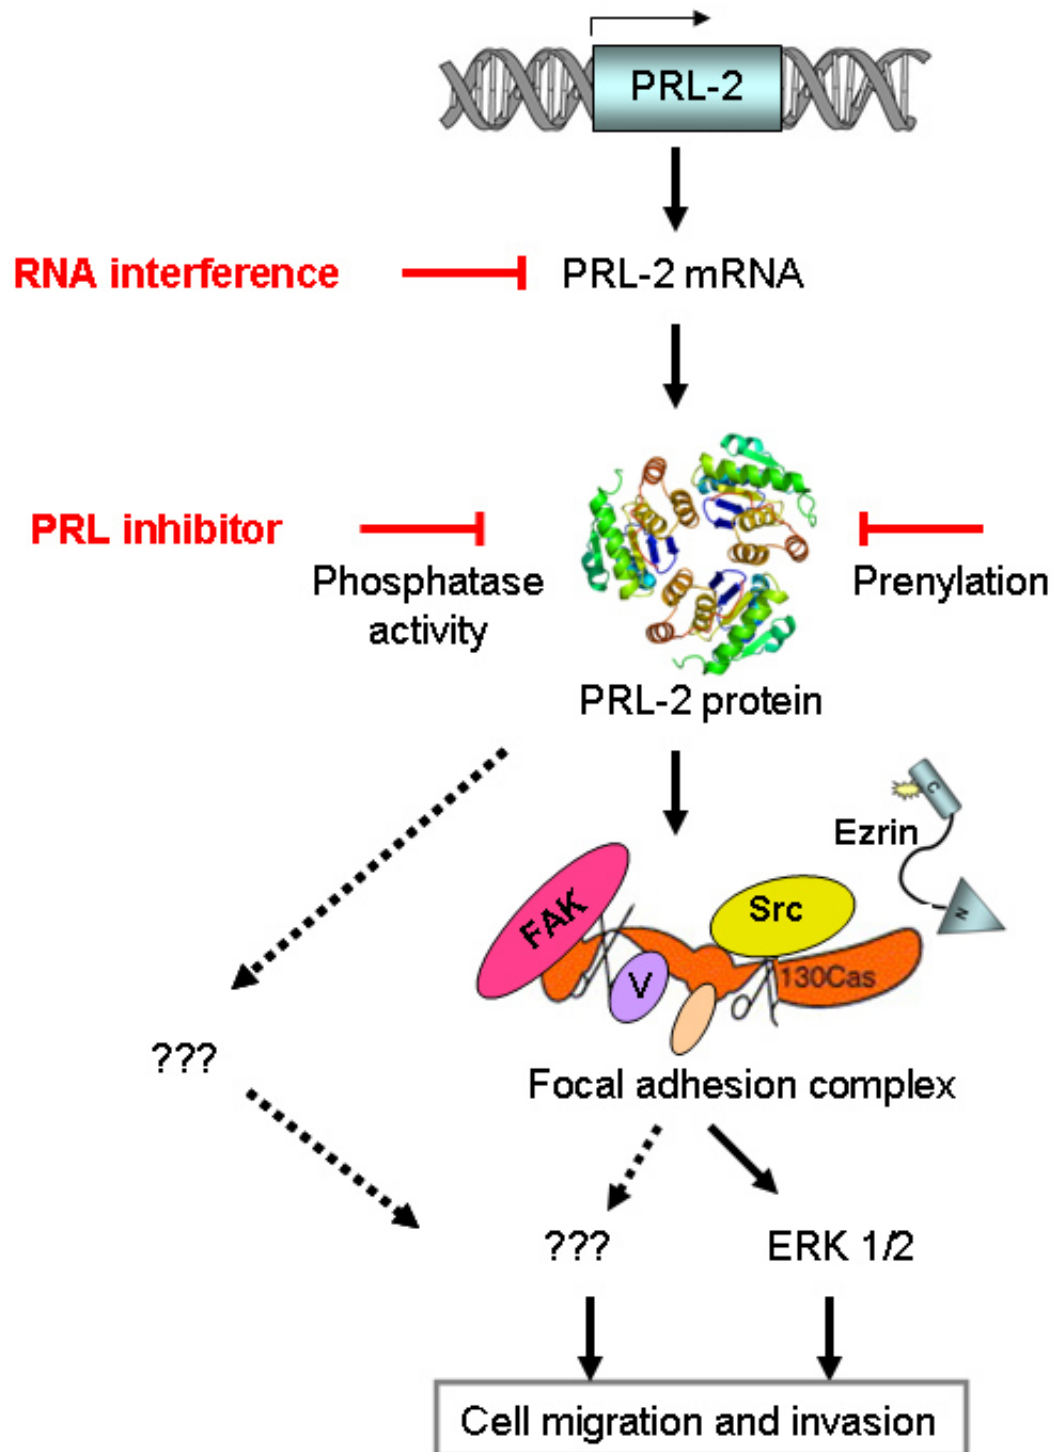 PRL-2
RNA interference
PRL-2 mRNA
PRL inhibitor
Phosphatase
activity
Prenylation
PRL-2 protein
Ezrin
C
N
FAK
Src
V
130Cas
Focal adhesion complex
???
???
ERK 1/2
Cell migration and invasion